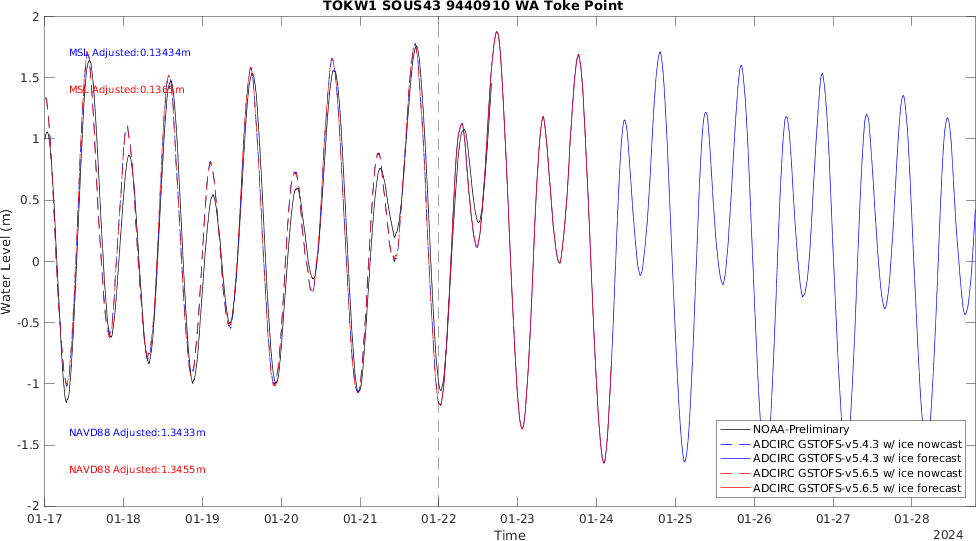 TOKW1 SOUS43 9440910 WA Toke Point
2
1.5
1
0.5
0
-0.5
-1
-1.5
-2
Water Level (m)
MSL Adjusted:0.13434m
MSL Adjusted:0.1365m
NAVD88 Adjusted:1.3433m
NAVD88 Adjusted:1.3455m
NOAA-Preliminary
ADCIRC GSTOFS-v5.4.3 w/ ice nowcast
ADCIRC GSTOFS-v5.4.3 w/ ice forecast
ADCIRC GSTOFS-v5.6.5 w/ ice nowcast
ADCIRC GSTOFS-v5.6.5 w/ ice forecast
01-17 01-18 01-19 01-20 01-21 01-22 01-23 01-24 01-25 01-26 01-27 01-28
Time
2024